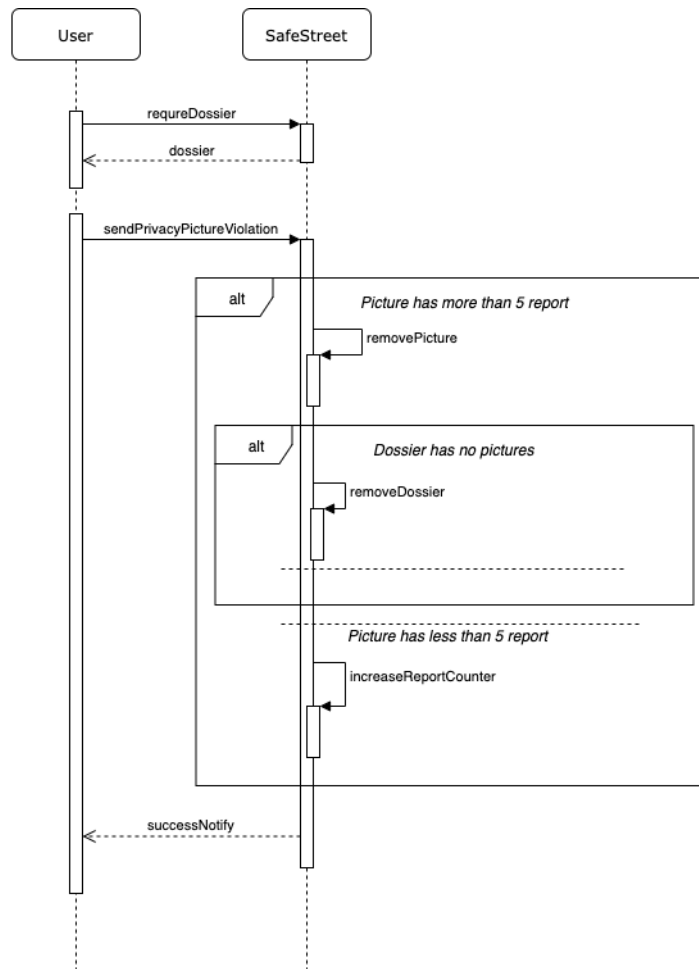 User
SafeStreet
requreDossier
dossier
sendPrivacyPictureViolation
alt
Picture has more than 5 report
removePicture
alt
Dossier has no pictures
removeDossier
Picture has less than 5 report
increaseReportCounter
successNotify